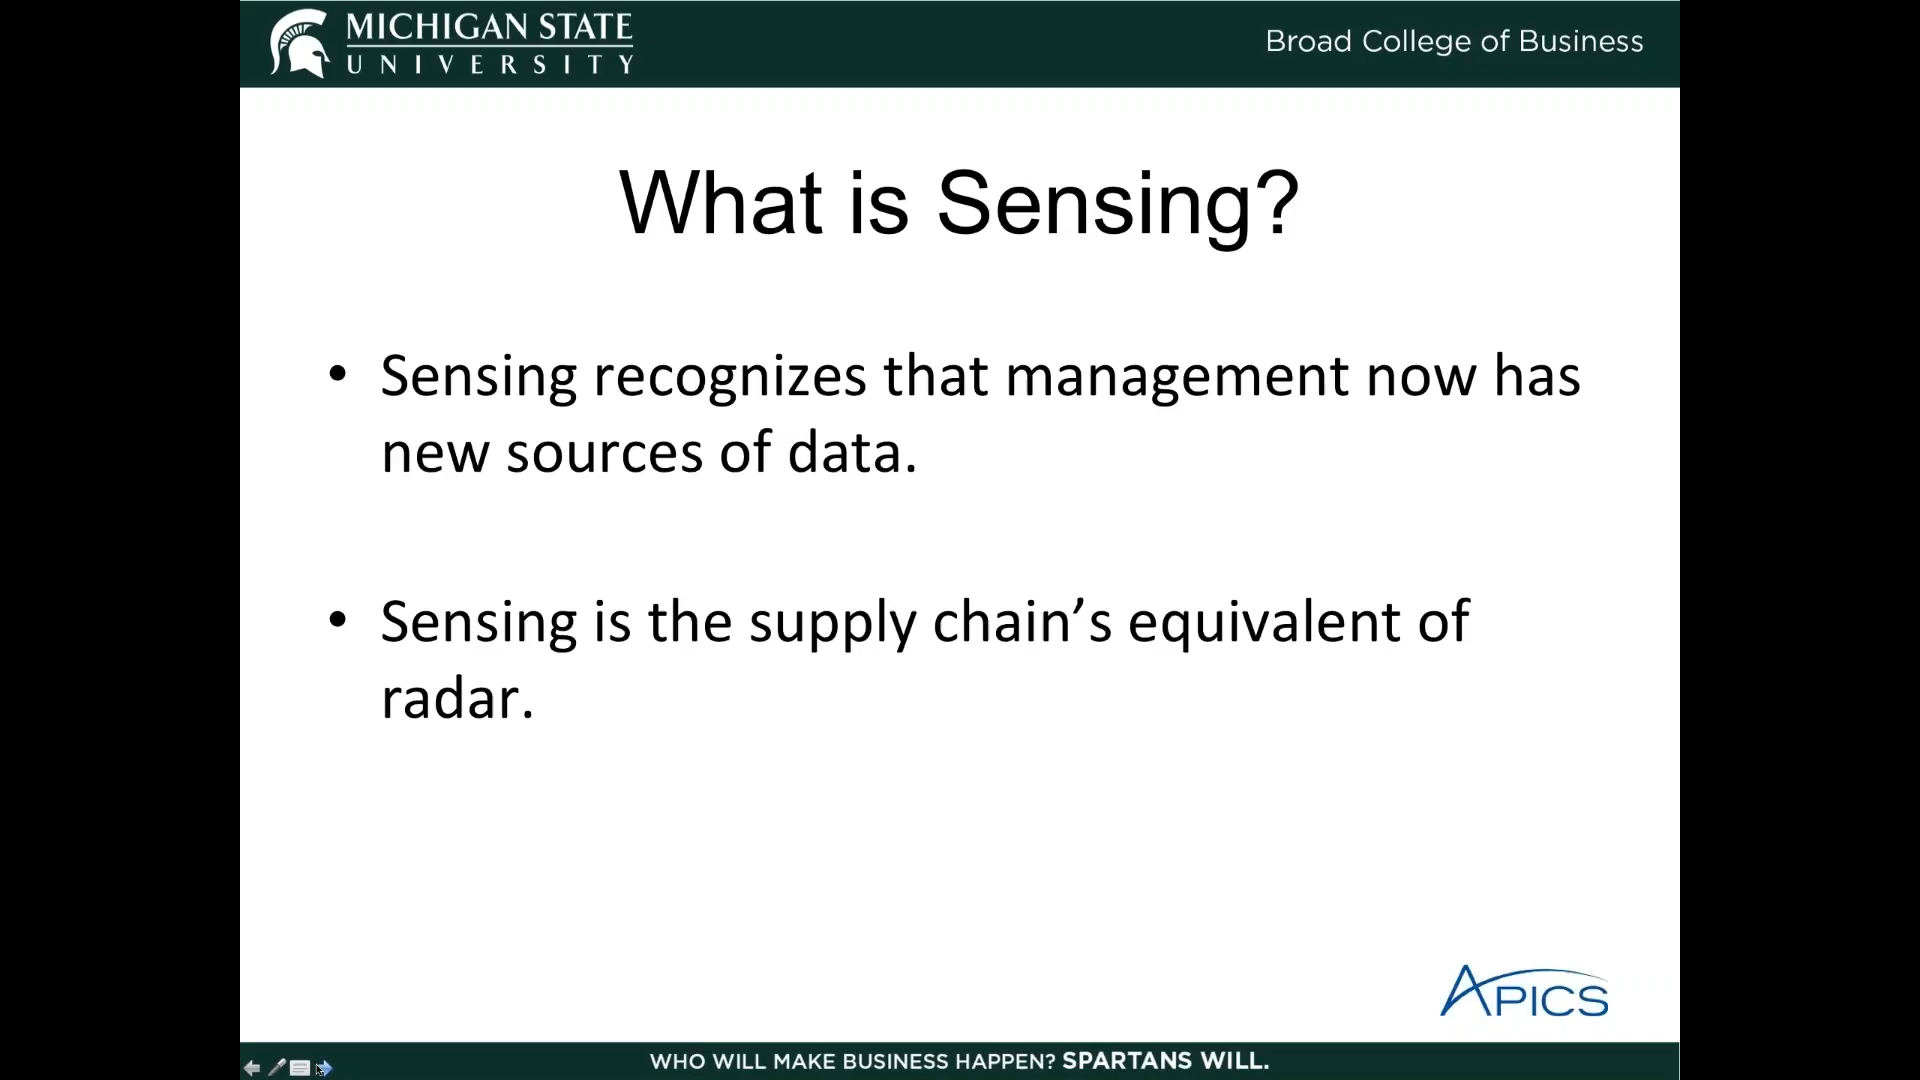 MICHIGAN STATE
UNIVERSITY
Broad College of Business
What is Sensing?
• Sensing recognizes that management now has
new sources of data.
• Sensing is the supply chain’s equivalent of
radar.
APICS
WHO WILL MAKE BUSINESS HAPPEN? SPARTANS WILL.